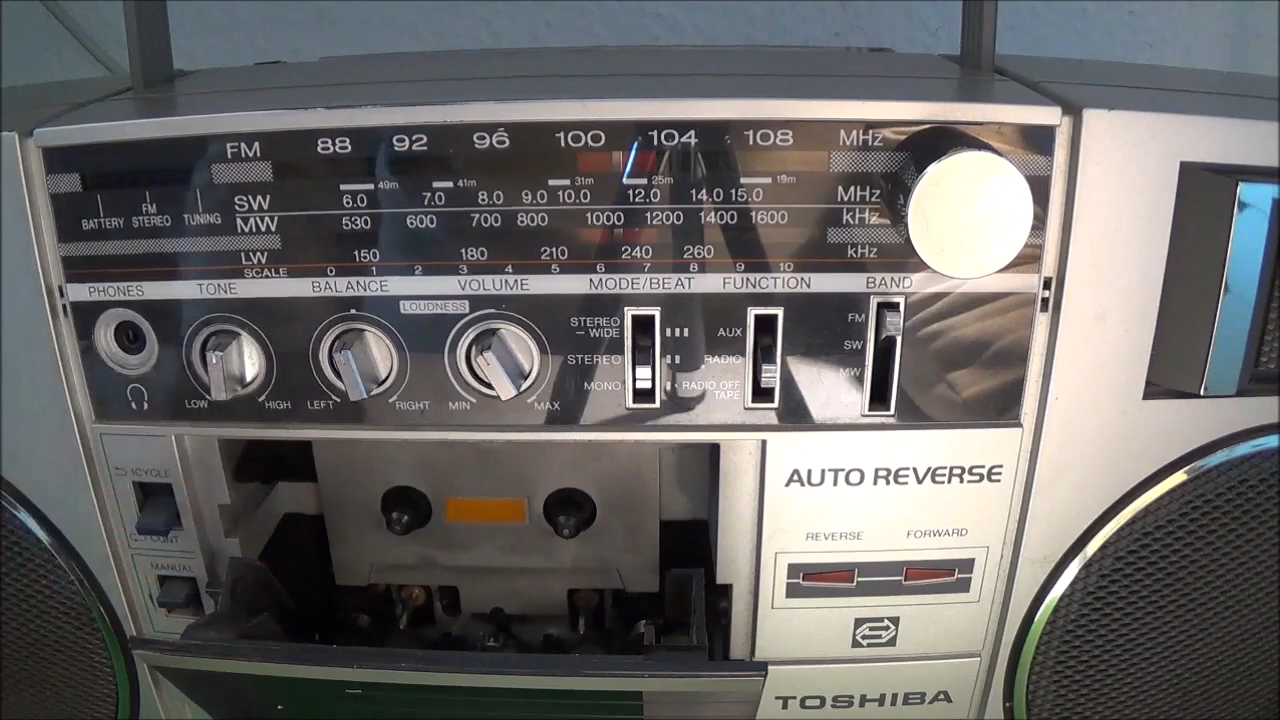 FM 88 92 96 100 104 108 MHz
49m 41m 31m 25m 19m
SW 6.0 7.0 8.0 9.0 10.0 12.0 14.0 15.0 MHz
BATTERY FM STEREO TUNING
MW 530 600 700 800 1000 1200 1400 1600 kHz
LW 150 180 210 240 260 kHz
SCALE 0 1 2 3 4 5 6 7 8 9 10
PHONES TONE BALANCE VOLUME MODE/BEAT FUNCTION BAND
LOUDNESS
STEREO
—WIDE
STEREO
MONO
AUX
RADIO
RADIO OFF
TAPE
FM
SW
MW
LOW HIGH LEFT RIGHT MIN MAX
1CYCLE
CONT
MANUAL
AUTO REVERSE
REVERSE FORWARD
TOSHIBA